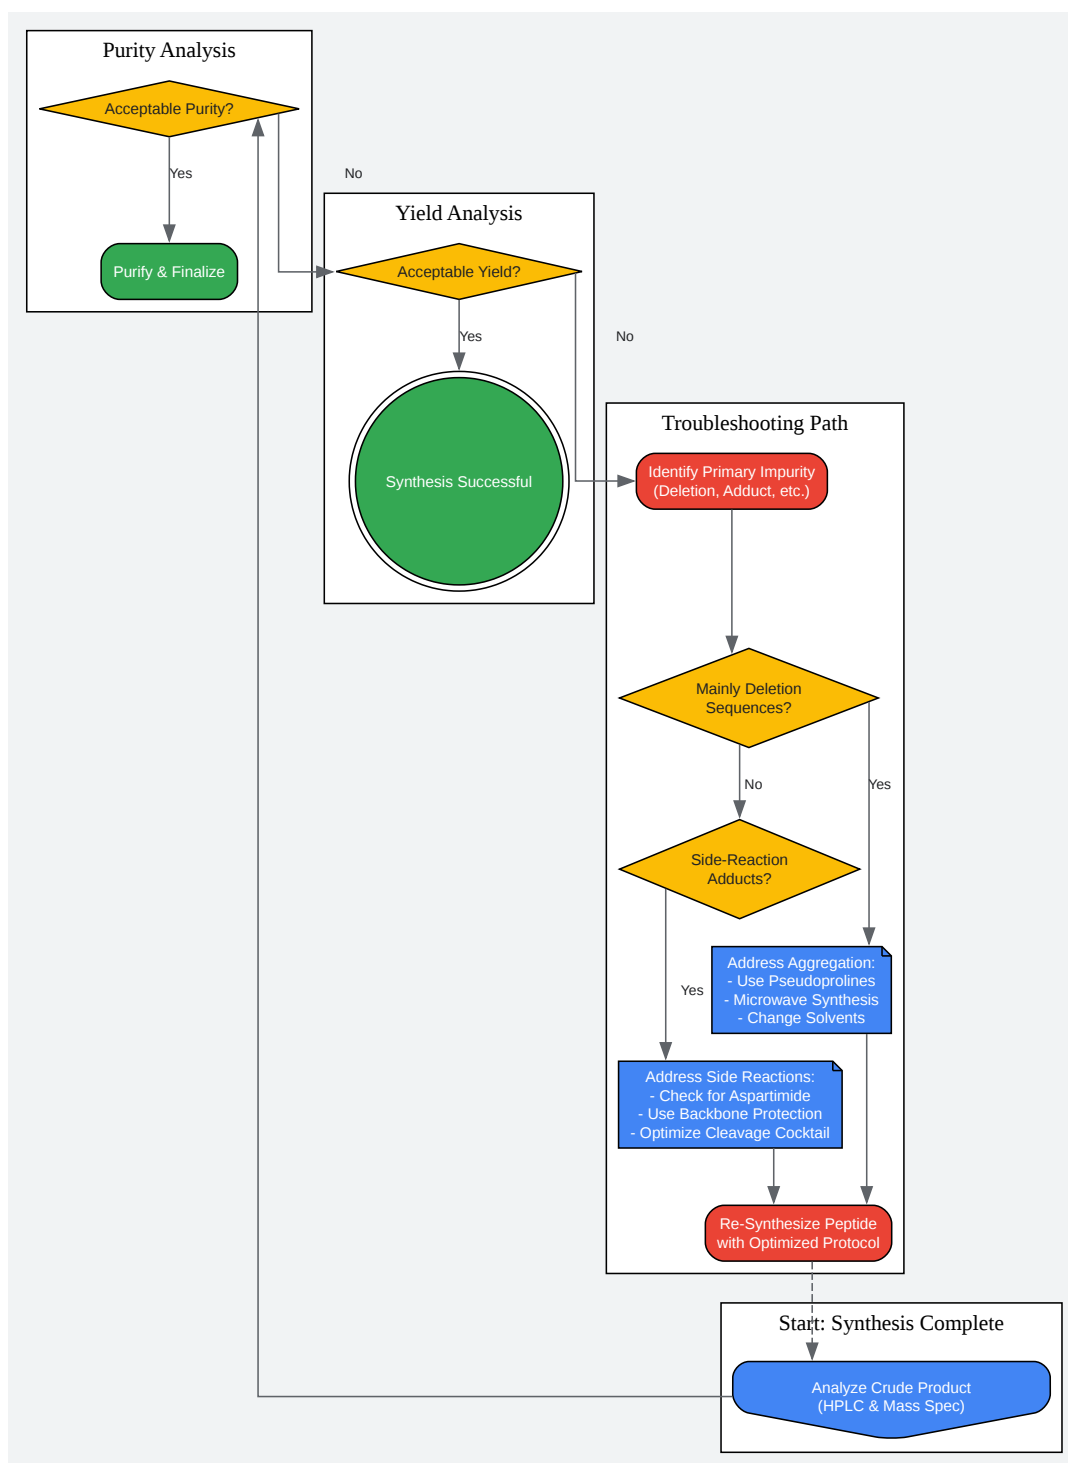 Purity Analysis
Acceptable Purity?
Yes
No
Purify & Finalize
Yield Analysis
Acceptable Yield?
Yes
No
Synthesis Successful
Troubleshooting Path
Identify Primary Impurity
(Deletion, Adduct, etc.)
Mainly Deletion
Sequences?
No
Yes
Side-Reaction
Adducts?
Yes
Address Aggregation:
- Use Pseudoprolines
- Microwave Synthesis
- Change Solvents
Address Side Reactions:
- Check for Aspartimide
- Use Backbone Protection
- Optimize Cleavage Cocktail
Re-Synthesize Peptide
with Optimized Protocol
Start: Synthesis Complete
Analyze Crude Product
(HPLC & Mass Spec)